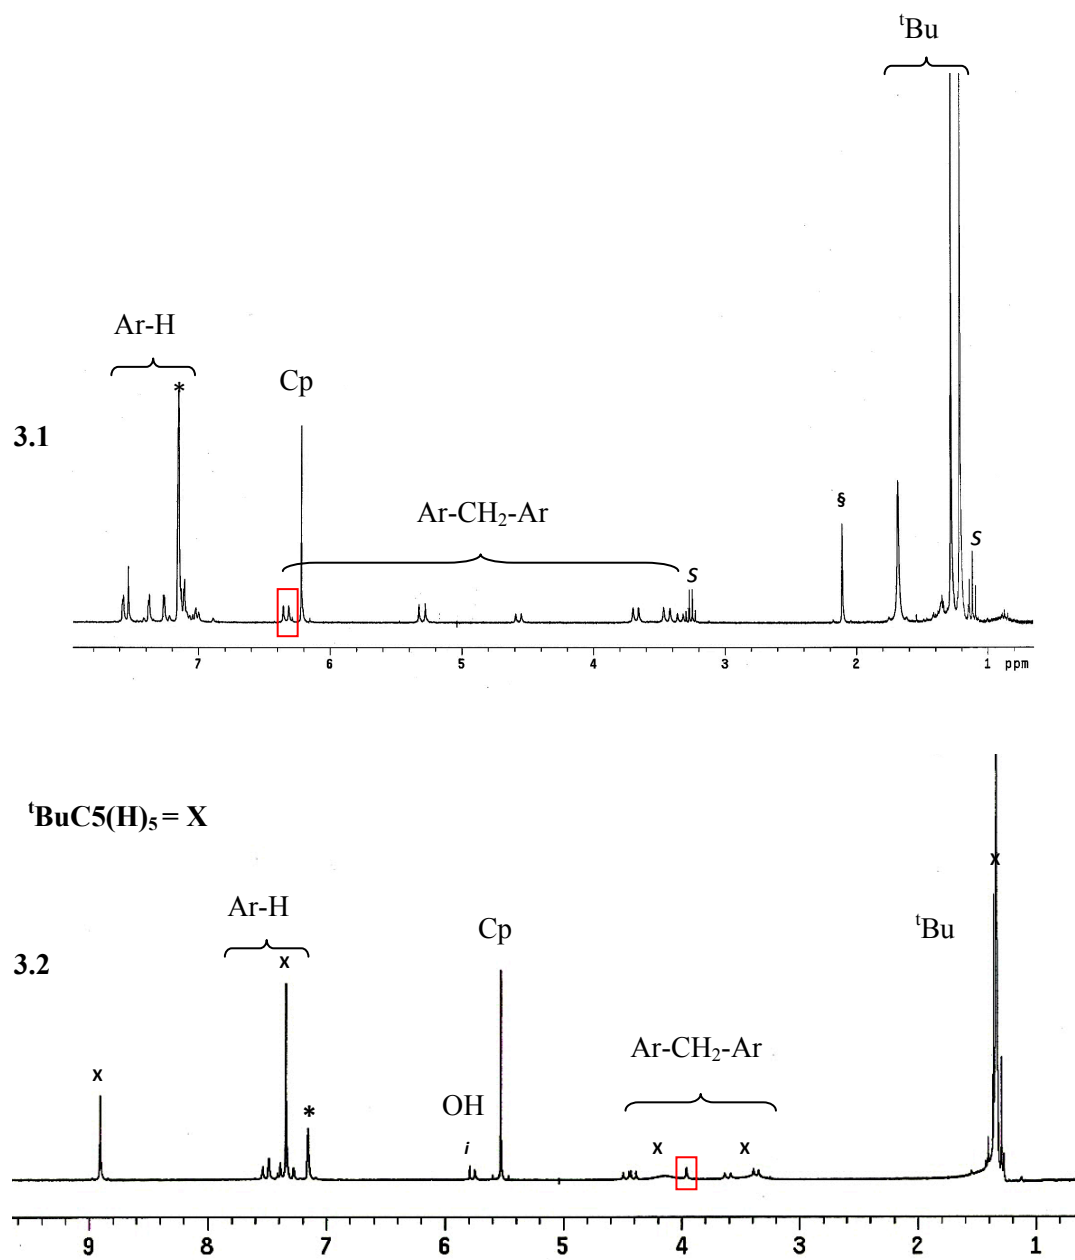 ᵗBu
Ar-H
*
Cp
3.1
Ar-CH₂-Ar
§
S
S
7 6 5 4 3 2 1 ppm
ᵗBuC5(H)₅ = X
X
Ar-H
Cp
ᵗBu
X
3.2
Ar-CH₂-Ar
X
*
OH
i
X X
9 8 7 6 5 4 3 2 1